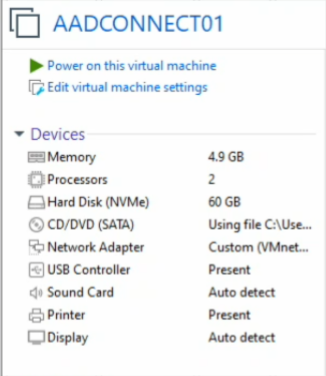 AADCONNECT01
Power on this virtual machine
Edit virtual machine settings
Devices
Memory 4.9 GB
Processors 2
Hard Disk (NVMe) 60 GB
CD/DVD (SATA) Using file C:\Use...
Network Adapter Custom (VMnet...
USB Controller Present
Sound Card Auto detect
Printer Present
Display Auto detect